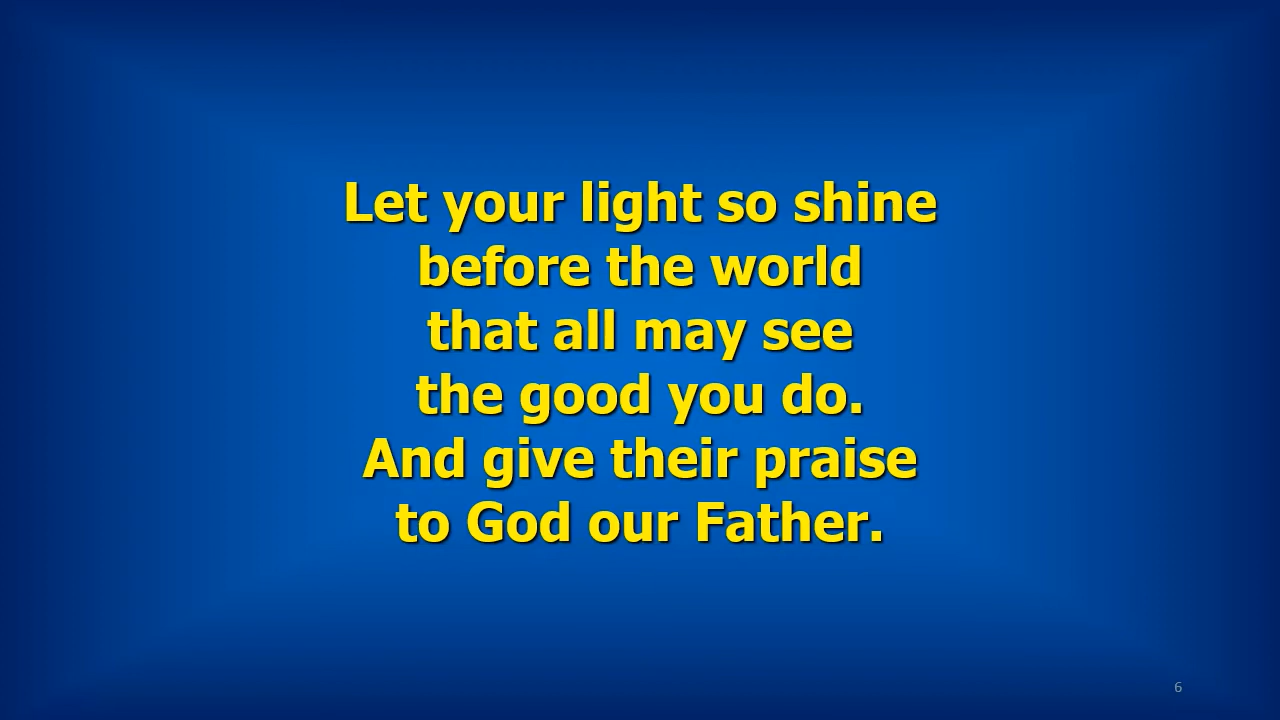 Let your light so shine
before the world
that all may see
the good you do.
And give their praise
to God our Father.
6